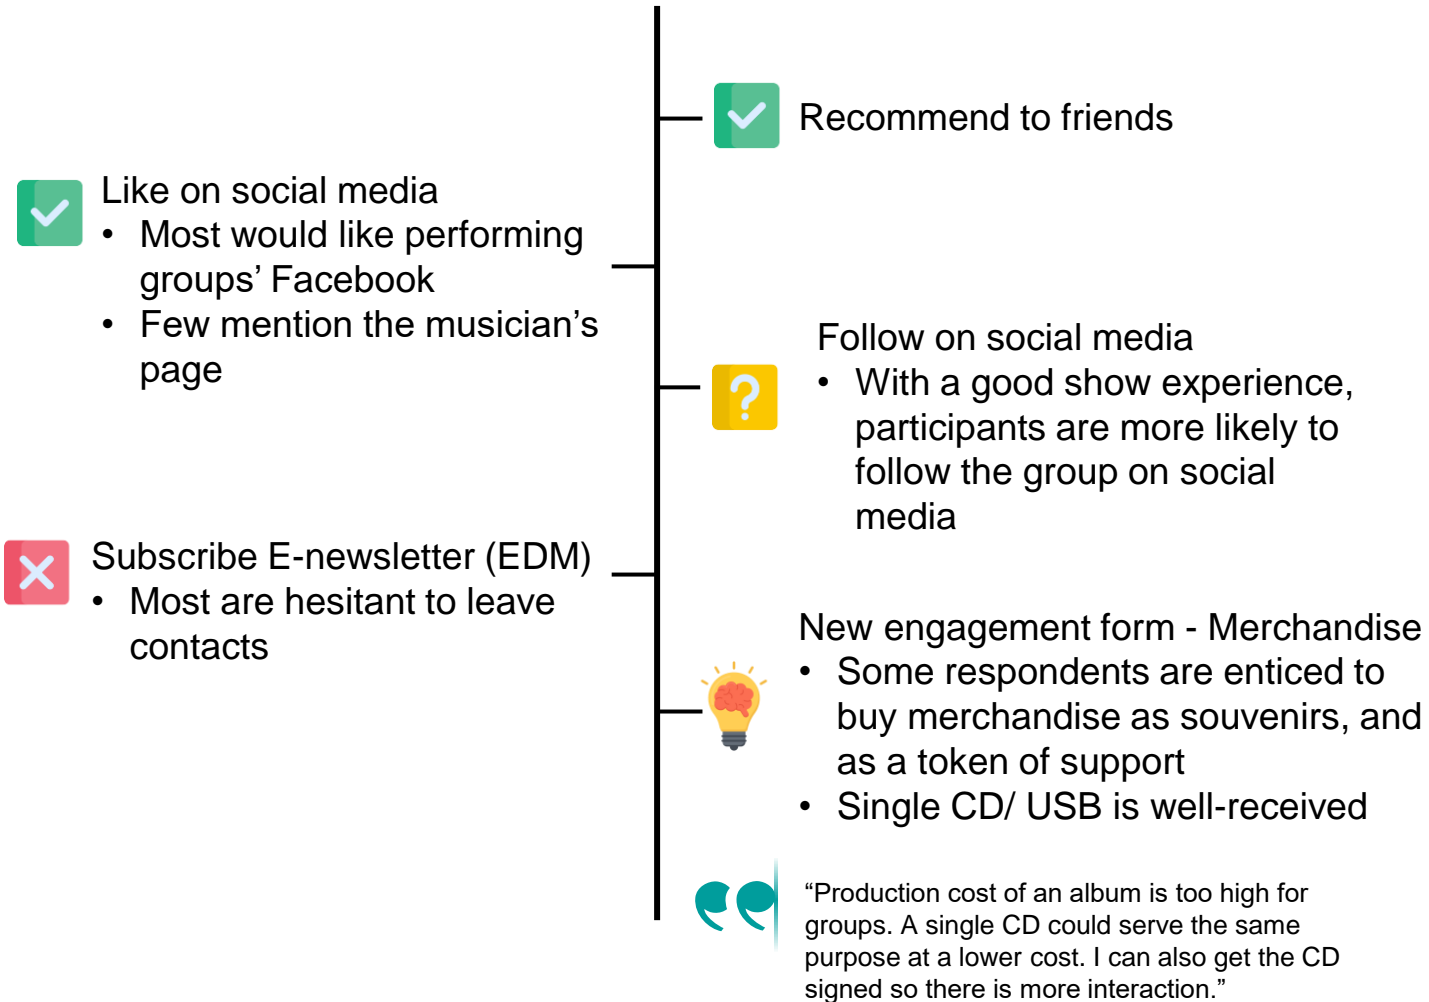 Recommend to friends
Like on social media
• Most would like performing
groups’ Facebook
• Few mention the musician’s
page
Follow on social media
• With a good show experience,
participants are more likely to
follow the group on social
media
Subscribe E-newsletter (EDM)
• Most are hesitant to leave
contacts
New engagement form - Merchandise
• Some respondents are enticed to
buy merchandise as souvenirs, and
as a token of support
• Single CD/ USB is well-received
“Production cost of an album is too high for
groups. A single CD could serve the same
purpose at a lower cost. I can also get the CD
signed so there is more interaction.”